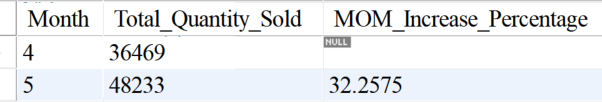 Month Total_Quantity_Sold MOM_Increase_Percentage
4 36469 NULL
5 48233 32.2575